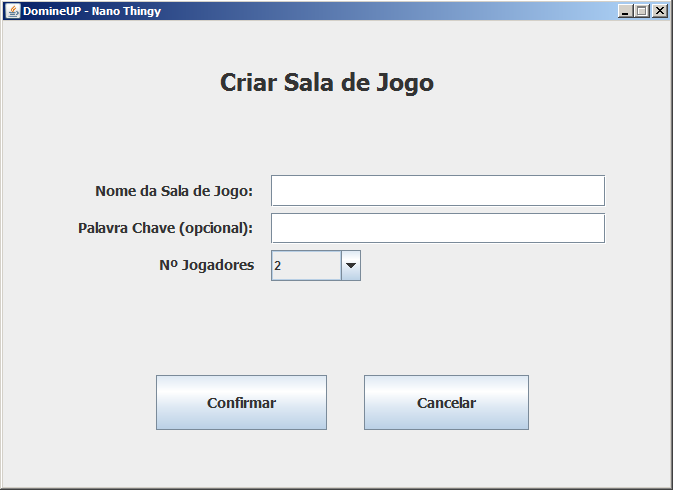 DomineUP - Nano Thingy
Criar Sala de Jogo
Nome da Sala de Jogo:
Palavra Chave (opcional):
Nº Jogadores 2
Confirmar Cancelar